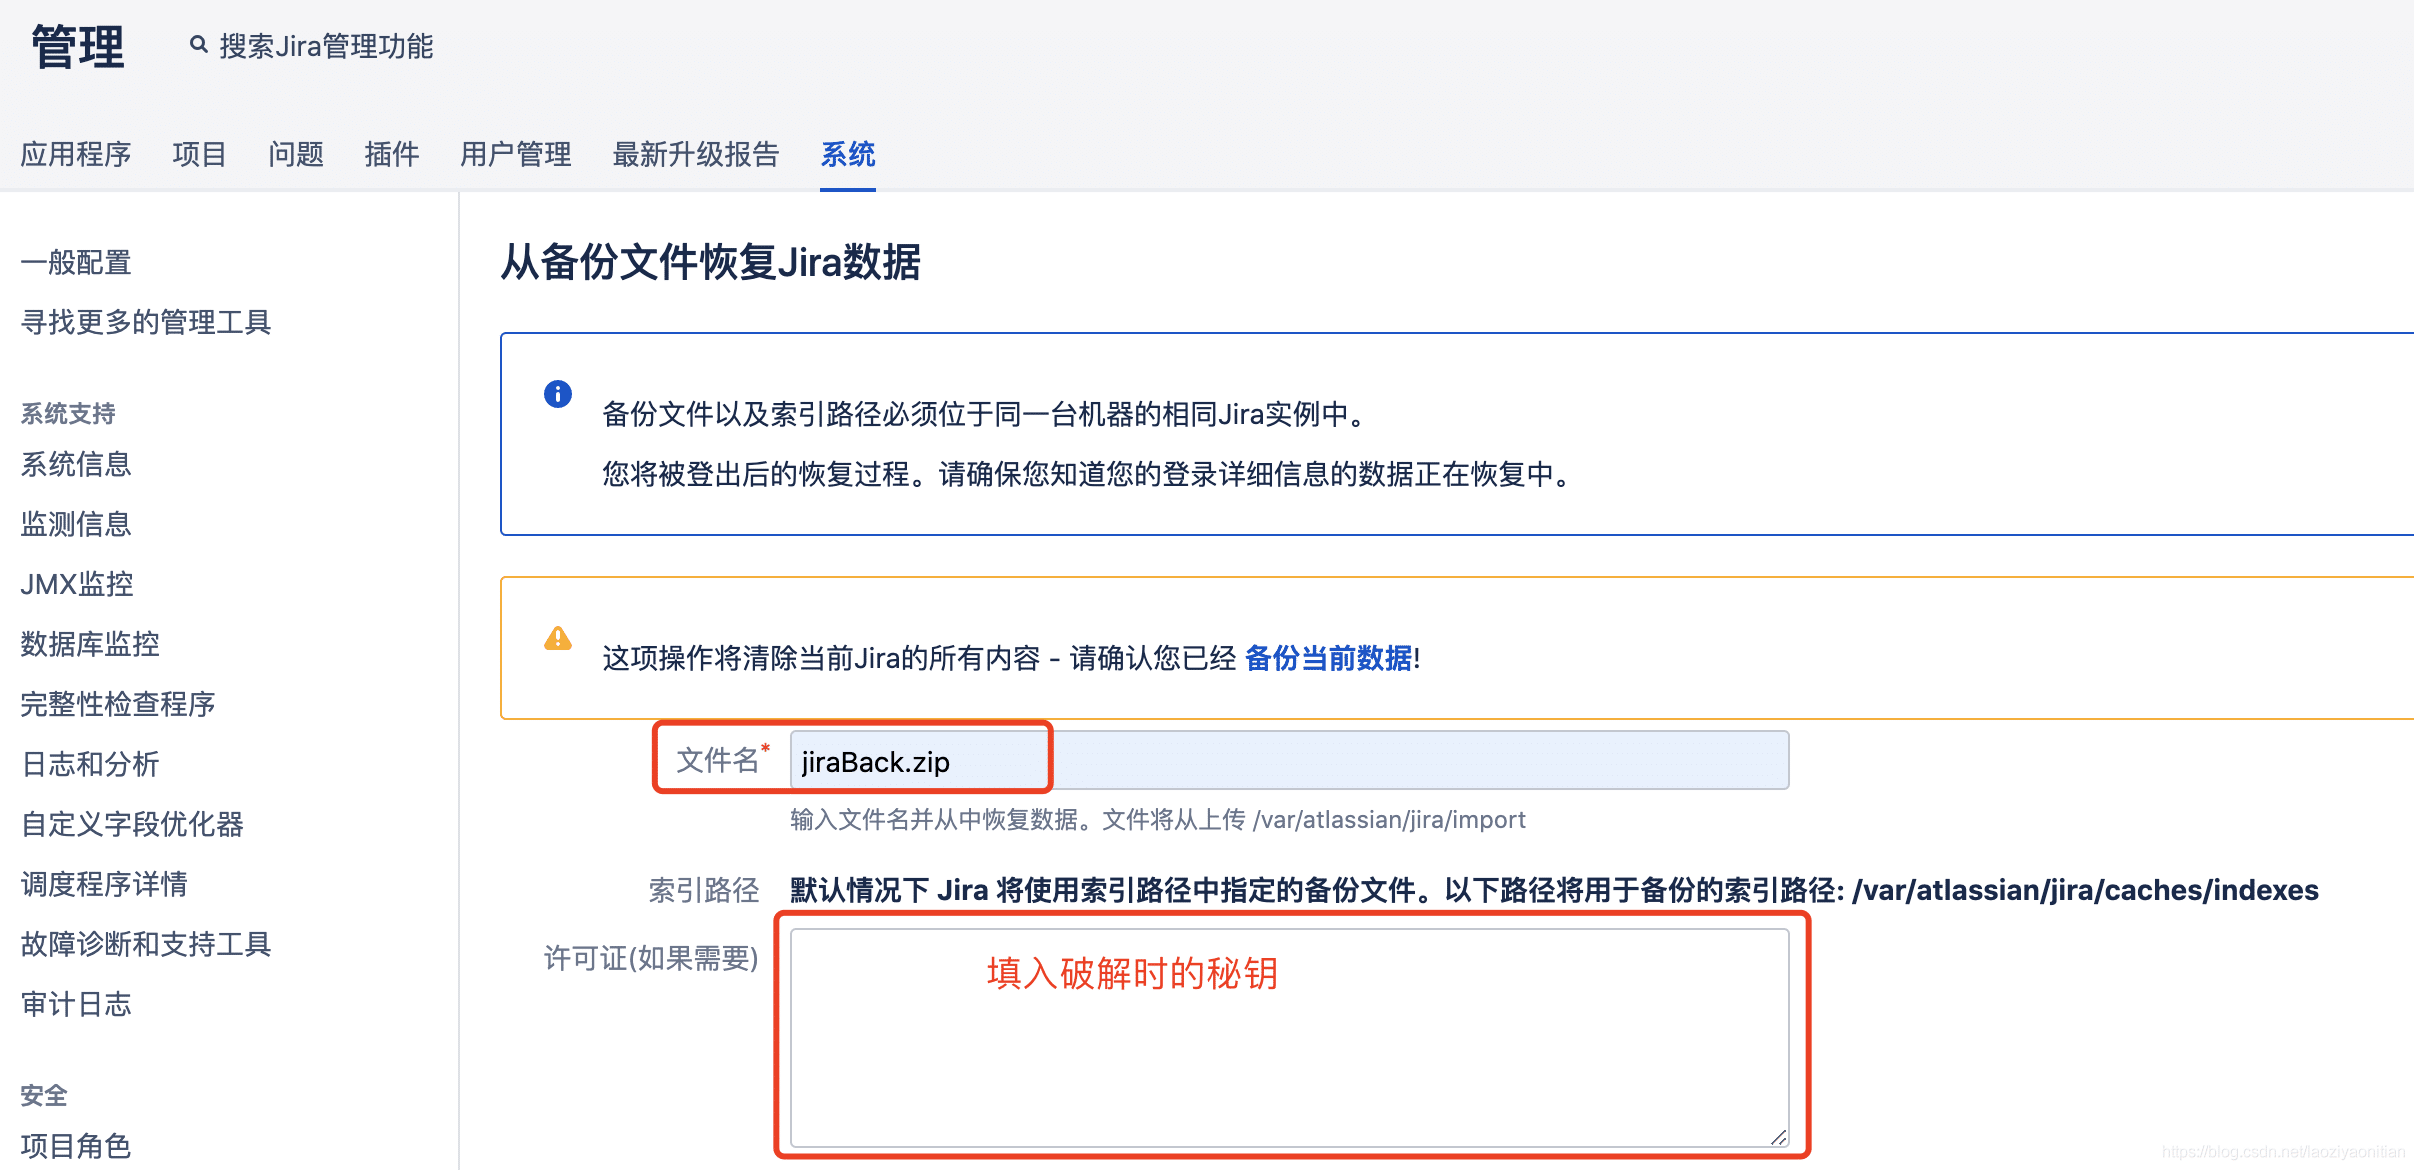 管理
搜索Jira管理功能
应用程序 项目 问题 插件 用户管理 最新升级报告 系统
一般配置
寻找更多的管理工具
系统支持
系统信息
监测信息
JMX监控
数据库监控
完整性检查程序
日志和分析
自定义字段优化器
调度程序详情
故障诊断和支持工具
审计日志
安全
项目角色
从备份文件恢复Jira数据
备份文件以及索引路径必须位于同一台机器的相同Jira实例中。
您将被登出后的恢复过程。请确保您知道您的登录详细信息的数据正在恢复中。
这项操作将清除当前Jira的所有内容 - 请确认您已经 备份当前数据!
文件名* jiraBack.zip
输入文件名并从中恢复数据。文件将从上传 /var/atlassian/jira/import
索引路径 默认情况下 Jira 将使用索引路径中指定的备份文件。以下路径将用于备份的索引路径: /var/atlassian/jira/caches/indexes
许可证(如果需要)
填入破解时的秘钥
https://blog.csdn.net/iaoziyaonitian